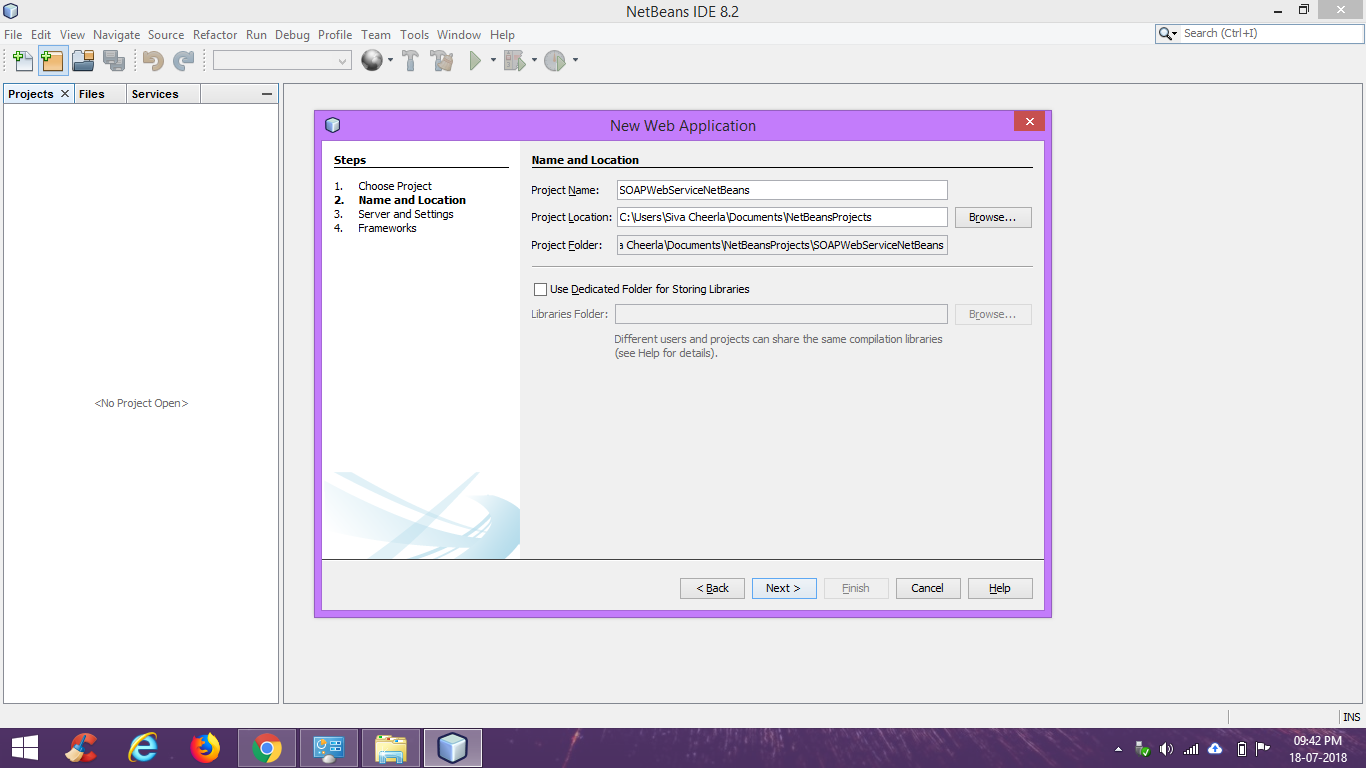 NetBeans IDE 8.2
File Edit View Navigate Source Refactor Run Debug Profile Team Tools Window Help
Search (Ctrl+I)
Projects Files Services
<No Project Open>
New Web Application
Steps
1. Choose Project
2. Name and Location
3. Server and Settings
4. Frameworks
Name and Location
Project Name: SOAPWebServiceNetBeans
Project Location: C:\Users\Siva Cheerla\Documents\NetBeansProjects Browse...
Project Folder: a Cheerla\Documents\NetBeansProjects\SOAPWebServiceNetBeans
Use Dedicated Folder for Storing Libraries
Libraries Folder: Browse...
Different users and projects can share the same compilation libraries
(see Help for details).
< Back Next > Finish Cancel Help
INS
09:42 PM
18-07-2018